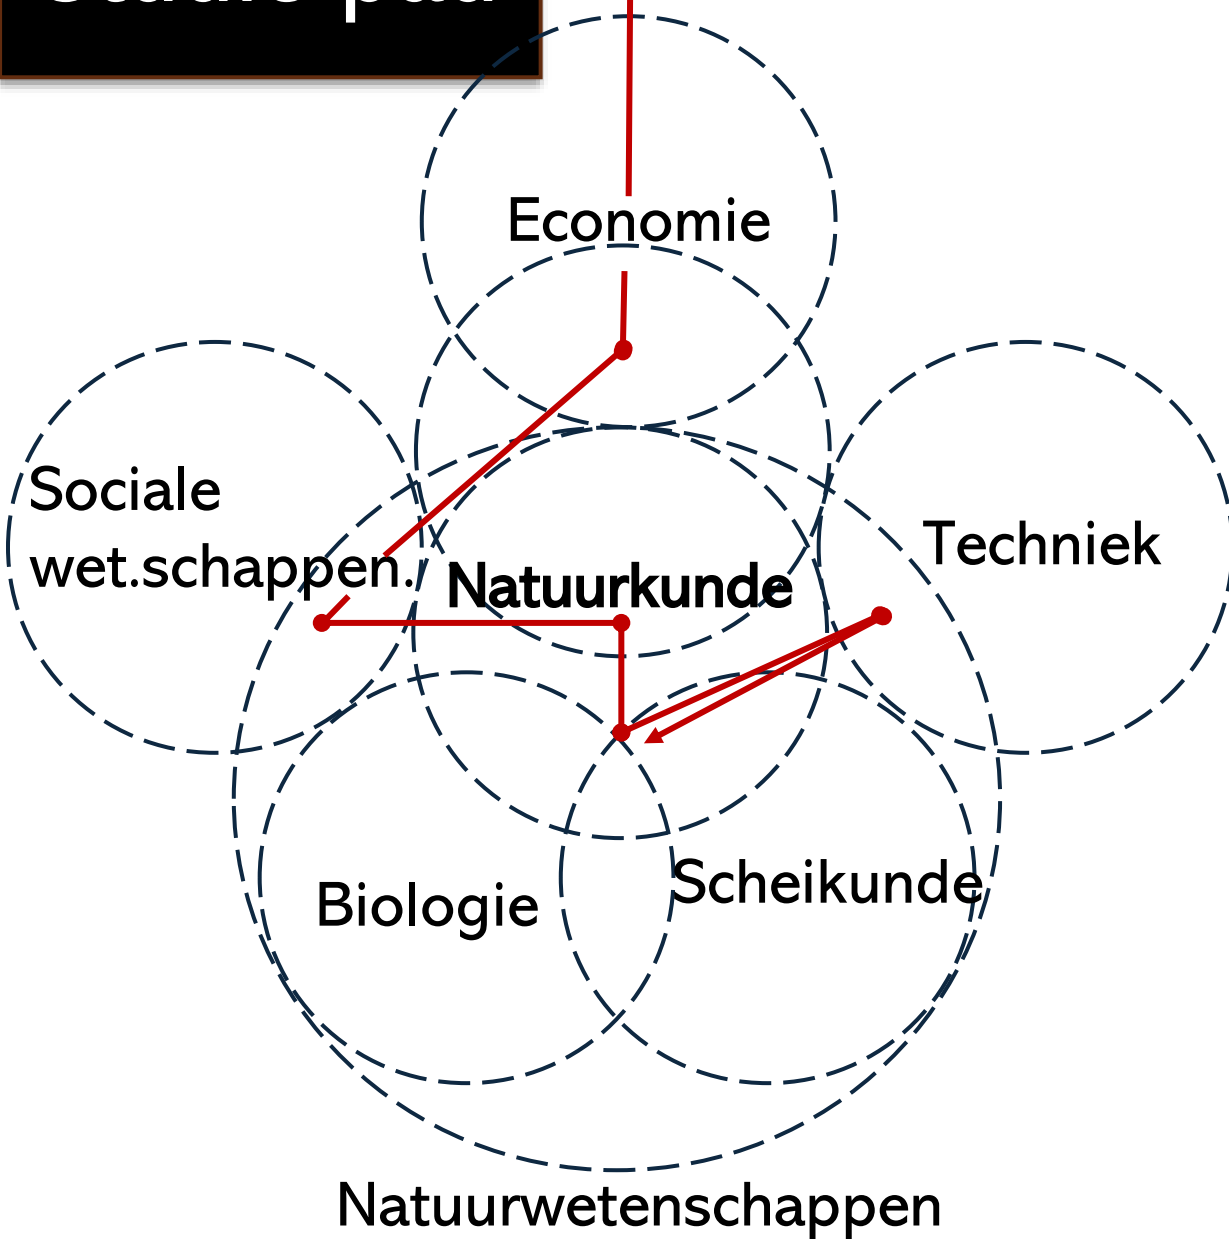 Economie
Sociale
wet.schappen.
Techniek
Natuurkunde
Biologie
Scheikunde
Natuurwetenschappen